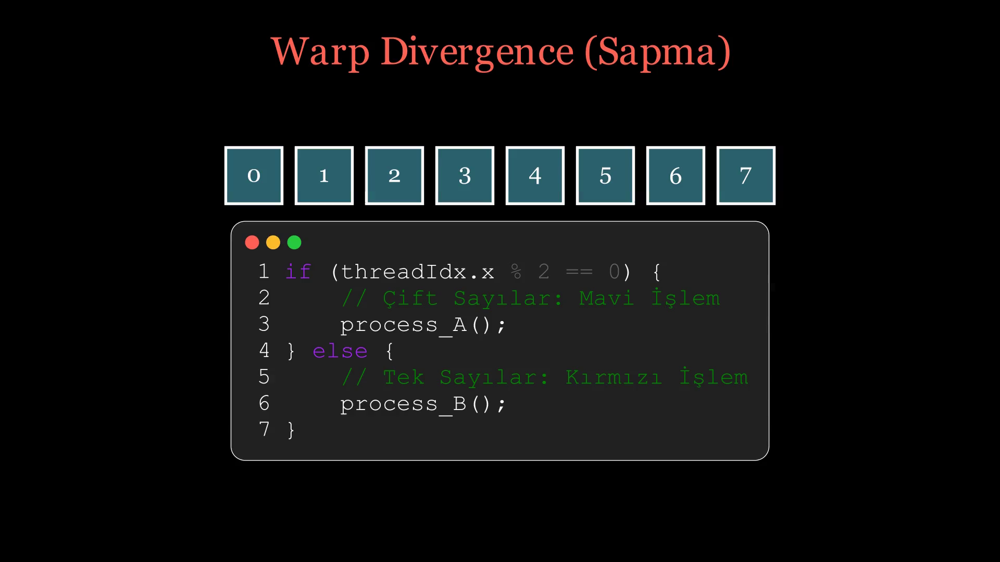 Warp Divergence (Sapma)
0 1 2 3 4 5 6 7
1 if (threadIdx.x % 2 == 0) {
2     // Çift Sayılar: Mavi İşlem
3     process_A();
4 } else {
5     // Tek Sayılar: Kırmızı İşlem
6     process_B();
7 }